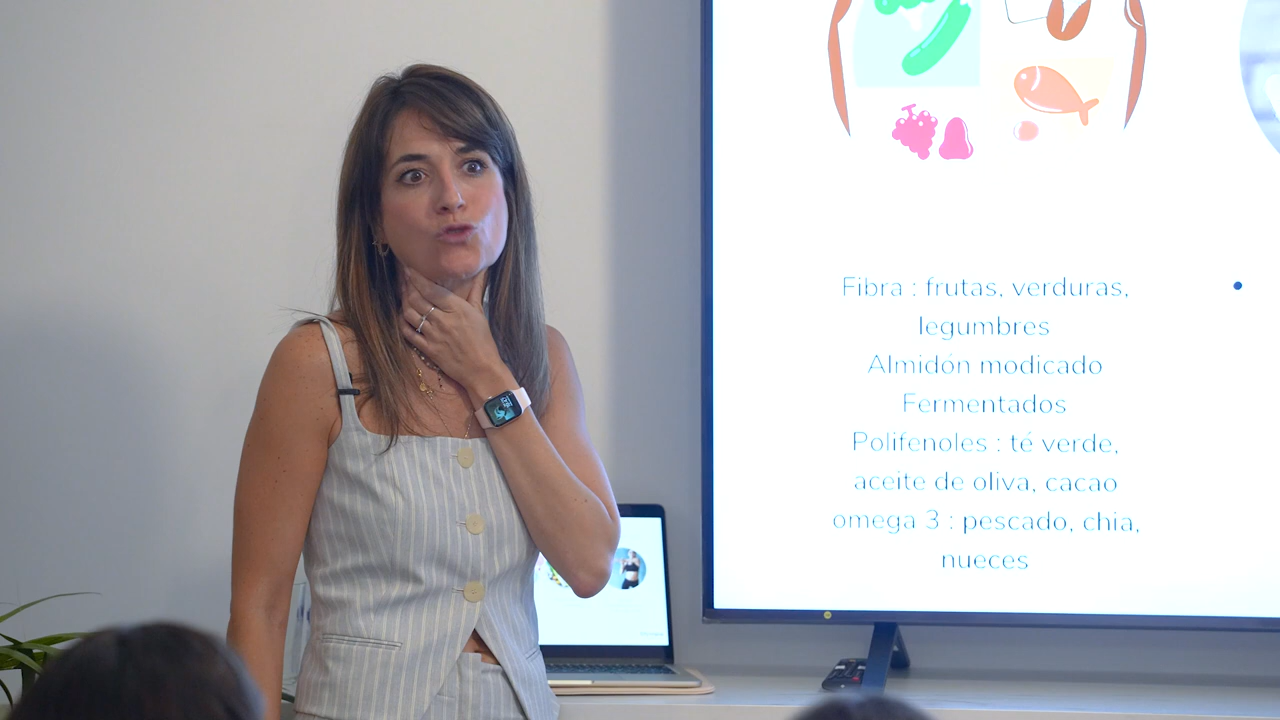 Fibra : frutas, verduras,
legumbres
Almidón modicado
Fermentados
Polifenoles : té verde,
aceite de oliva, cacao
omega 3 : pescado, chia,
nueces